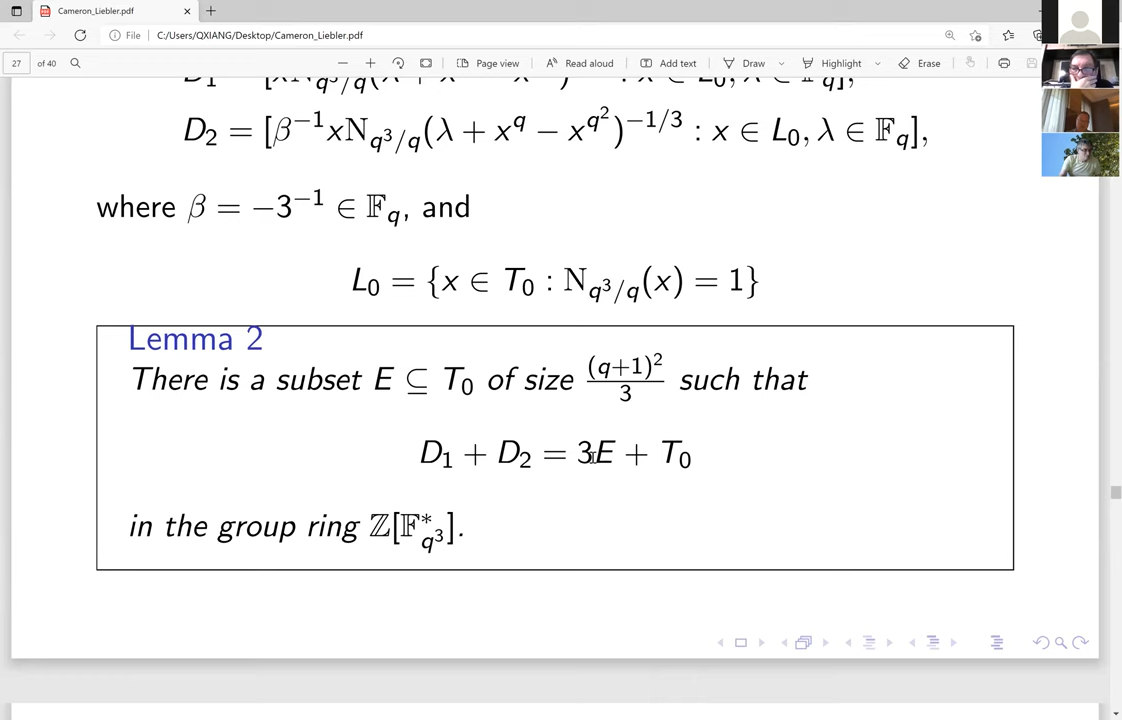 Cameron_Liebler.pdf
File C:/Users/QXIANG/Desktop/Cameron_Liebler.pdf
27 of 40 Page view Read aloud Add text Draw Highlight Erase
D₂ = [β⁻¹xN_{q³/q}(λ + x^q − x^{q²})^{−1/3} : x ∈ L₀, λ ∈ 𝔽_q],
where β = −3⁻¹ ∈ 𝔽_q, and
L₀ = {x ∈ T₀ : N_{q³/q}(x) = 1}
Lemma 2
There is a subset E ⊆ T₀ of size (q+1)²/3 such that
D₁ + D₂ = 3E + T₀
in the group ring ℤ[𝔽*_{q³}].